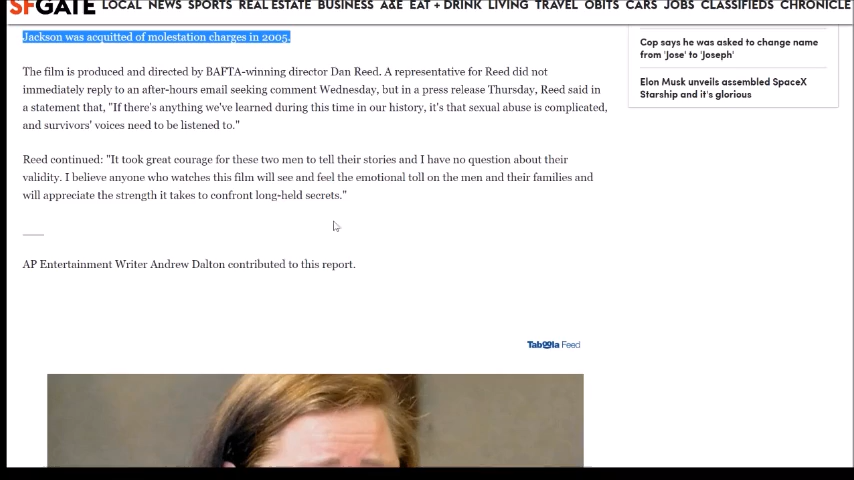 SFGATE LOCAL NEWS SPORTS REAL ESTATE BUSINESS A&E EAT + DRINK LIVING TRAVEL OBITS CARS JOBS CLASSIFIEDS CHRONICLE
Jackson was acquitted of molestation charges in 2005.
The film is produced and directed by BAFTA-winning director Dan Reed. A representative for Reed did not
immediately reply to an after-hours email seeking comment Wednesday, but in a press release Thursday, Reed said in
a statement that, "If there's anything we've learned during this time in our history, it's that sexual abuse is complicated,
and survivors' voices need to be listened to."
Reed continued: "It took great courage for these two men to tell their stories and I have no question about their
validity. I believe anyone who watches this film will see and feel the emotional toll on the men and their families and
will appreciate the strength it takes to confront long-held secrets."
AP Entertainment Writer Andrew Dalton contributed to this report.
Taboola Feed
Cop says he was asked to change name
from 'Jose' to 'Joseph'
Elon Musk unveils assembled SpaceX
Starship and it's glorious